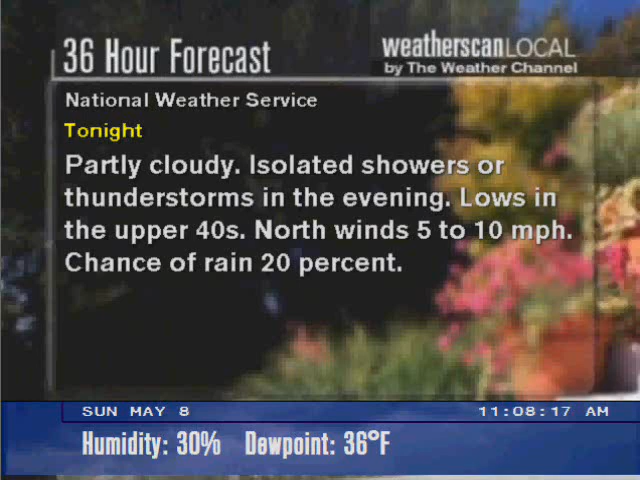 36 Hour Forecast
weatherscanLOCAL
by The Weather Channel
National Weather Service
Tonight
Partly cloudy. Isolated showers or
thunderstorms in the evening. Lows in
the upper 40s. North winds 5 to 10 mph.
Chance of rain 20 percent.
SUN MAY 8
11:08:17 AM
Humidity: 30% Dewpoint: 36°F